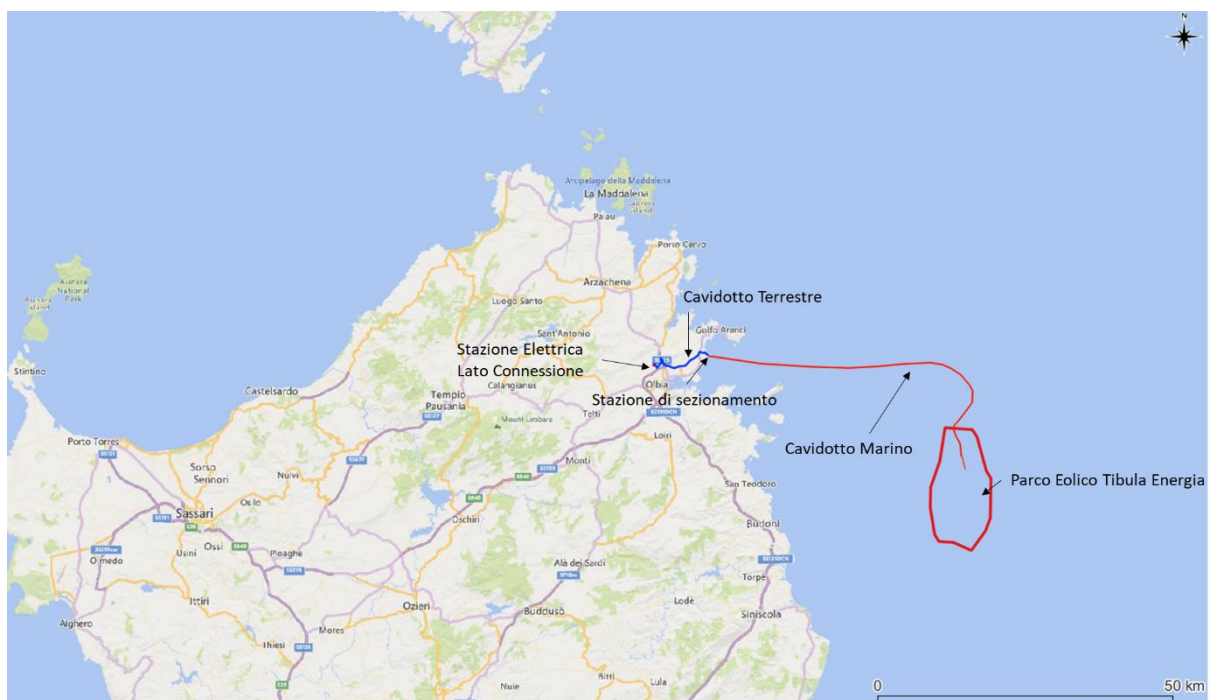 N
Arcipelago della Maddalena
La Maddalena
Caprera
island
Palau
Porto Cervo
Asinara
National
Park
Arzachena
Luogo Santo
Cavidotto Terrestre
Golfo Aranci
Sant'Antonio
Stazione Elettrica
Lato Connessione
Stintino
Calangianus
Olbia
Stazione di sezionamento
Castelsardo
Tempio
Pausania
Mount Limbara
Telti
Loiri
Cavidotto Marino
Porto Torres
Sorso
Sennori
Nulvi
Monti
San Teodoro
Parco Eolico Tibula Energia
Osilo
Sassari
Oschiri
Budoni
Olmedo
Usini
Ossi
Ploaghe
Alà dei Sardi
Torpè
Ittiri
Ozieri
Buddusò
Lodè
Siniscola
Alghero
Thiesi
Mores
Nule
Bitti
Lula
0
50 km